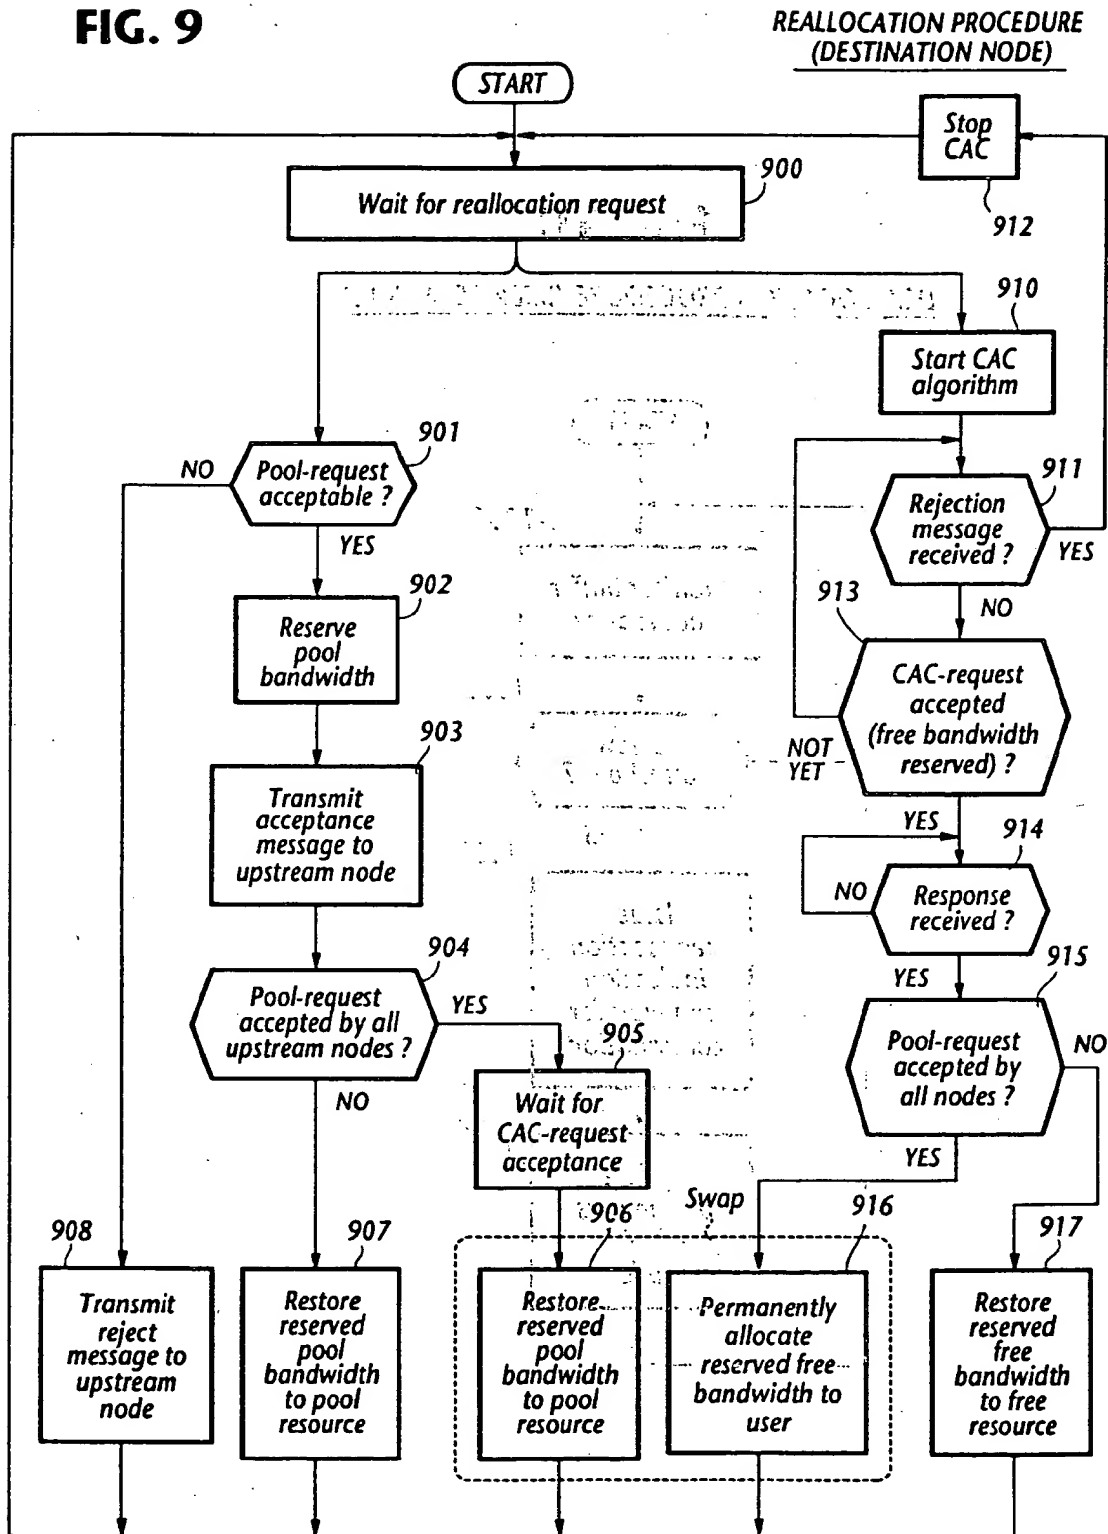 FIG. 9
REALLOCATION PROCEDURE
(DESTINATION NODE)
START
Stop
CAC
912
900
Wait for reallocation request
910
Start CAC
algorithm
901
Pool-request
acceptable ?
NO
YES
911
Rejection
message
received ?
YES
NO
902
Reserve
pool
bandwidth
913
CAC-request
accepted
(free bandwidth
reserved) ?
NOT
YET
YES
903
Transmit
acceptance
message to
upstream node
914
Response
received ?
NO
YES
904
Pool-request
accepted by all
upstream nodes ?
YES
NO
915
Pool-request
accepted by
all nodes ?
NO
YES
905
Wait for
CAC-request
acceptance
Swap
908
Transmit
reject
message to
upstream
node
907
Restore
reserved
pool
bandwidth
to pool
resource
906
Restore
reserved
pool
bandwidth
to pool
resource
916
Permanently
allocate
reserved free
bandwidth to
user
917
Restore
reserved
free
bandwidth
to free
resource